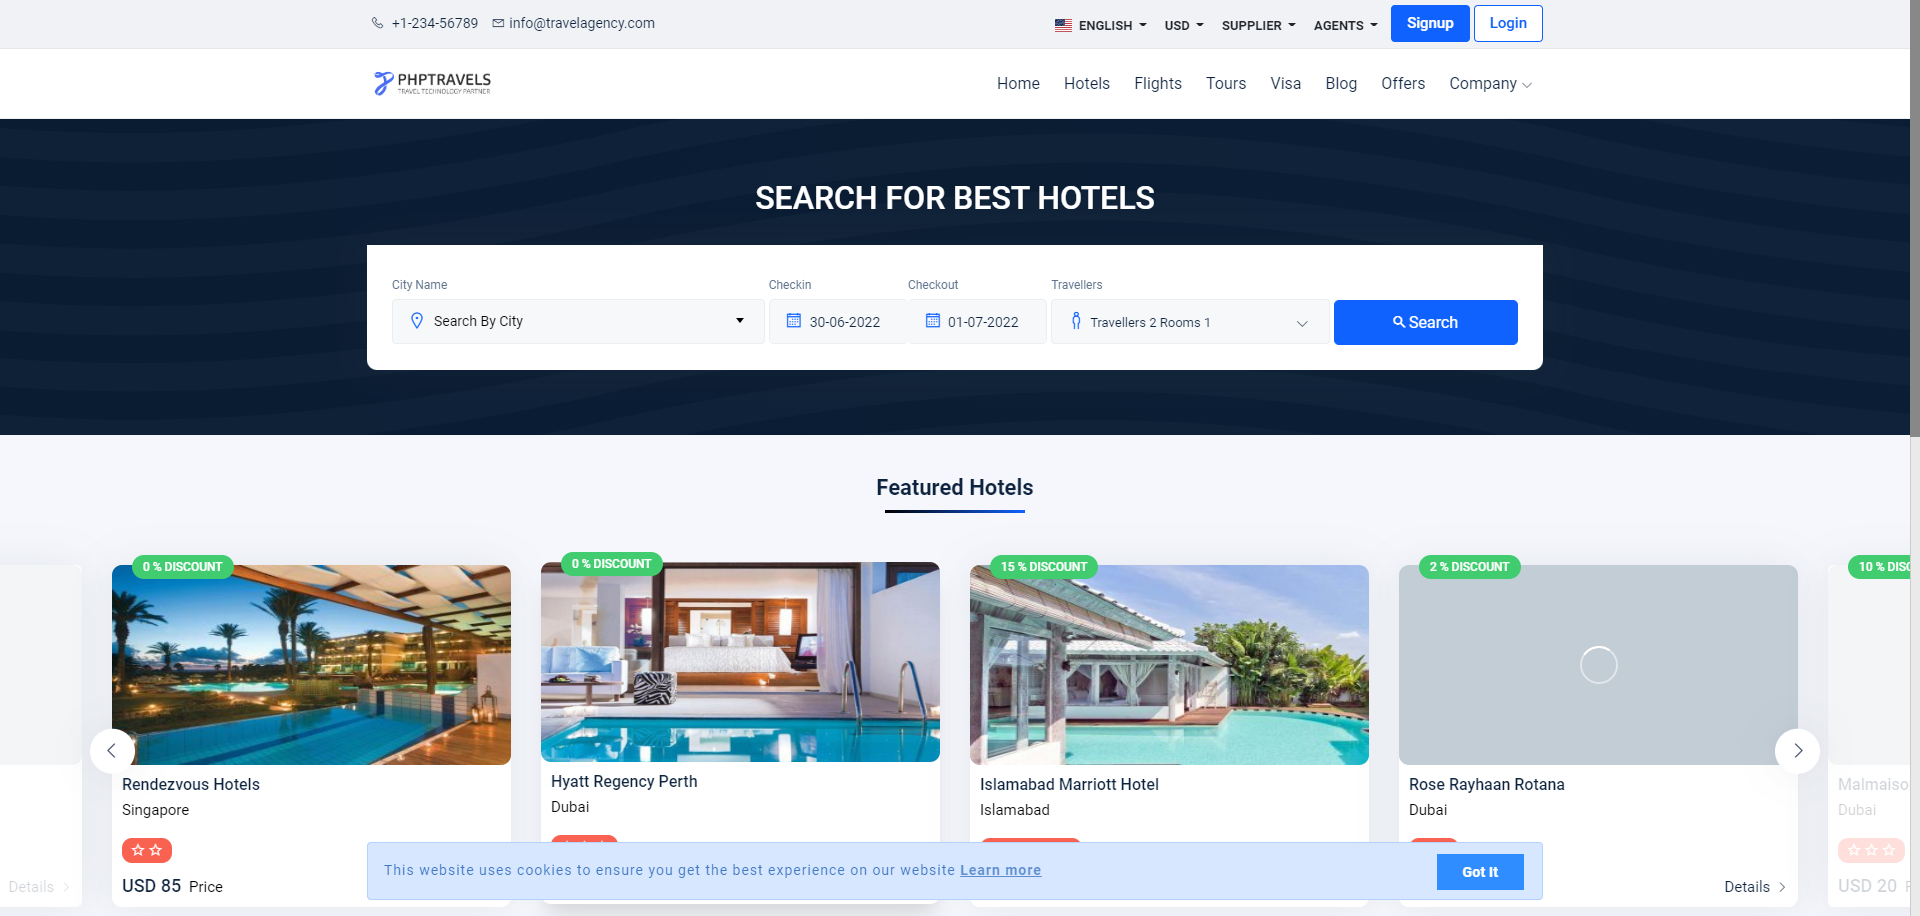 +1-234-56789 info@travelagency.com ENGLISH USD SUPPLIER AGENTS Signup Login
PHPTRAVELS
TRAVEL TECHNOLOGY PARTNER
Home Hotels Flights Tours Visa Blog Offers Company
SEARCH FOR BEST HOTELS
City Name Checkin Checkout Travellers
Search By City 30-06-2022 01-07-2022 Travellers 2 Rooms 1 Search
Featured Hotels
0 % DISCOUNT 0 % DISCOUNT 15 % DISCOUNT 2 % DISCOUNT 10 %
Rendezvous Hotels Hyatt Regency Perth Islamabad Marriott Hotel Rose Rayhaan Rotana
Singapore Dubai Islamabad Dubai Dubai
This website uses cookies to ensure you get the best experience on our website Learn more Got It
Details USD 85 Price Details USD 20